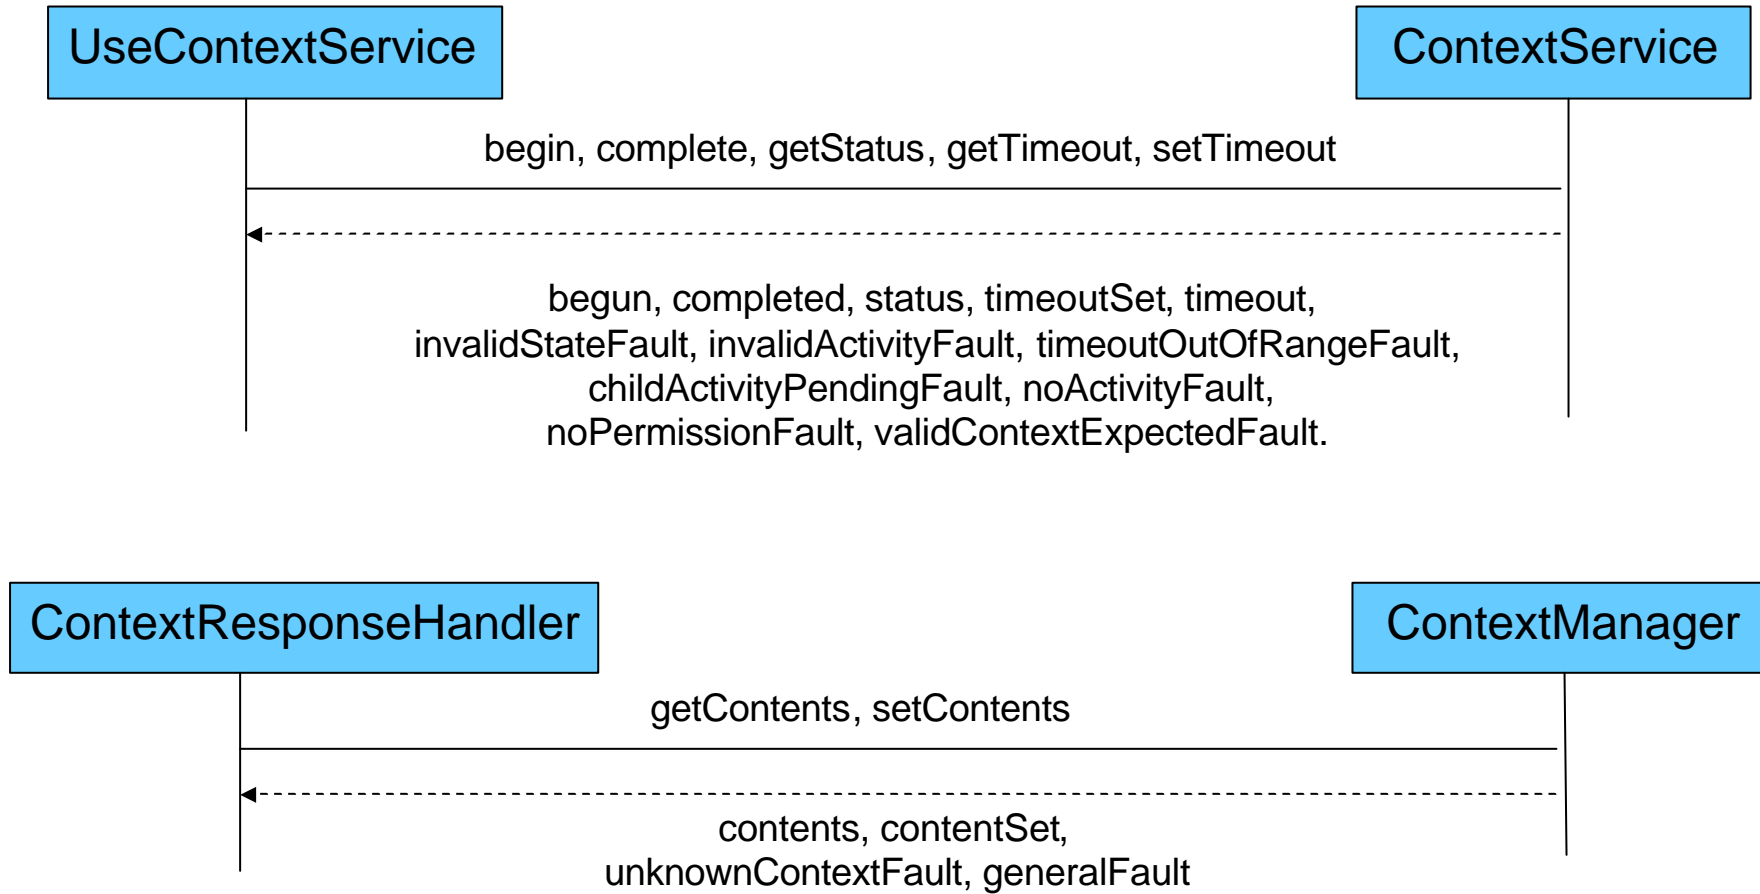 UseContextService
ContextService
begin, complete, getStatus, getTimeout, setTimeout
begun, completed, status, timeoutSet, timeout,
invalidStateFault, invalidActivityFault, timeoutOutOfRangeFault,
childActivityPendingFault, noActivityFault,
noPermissionFault, validContextExpectedFault.
ContextResponseHandler
ContextManager
getContents, setContents
contents, contentSet,
unknownContextFault, generalFault